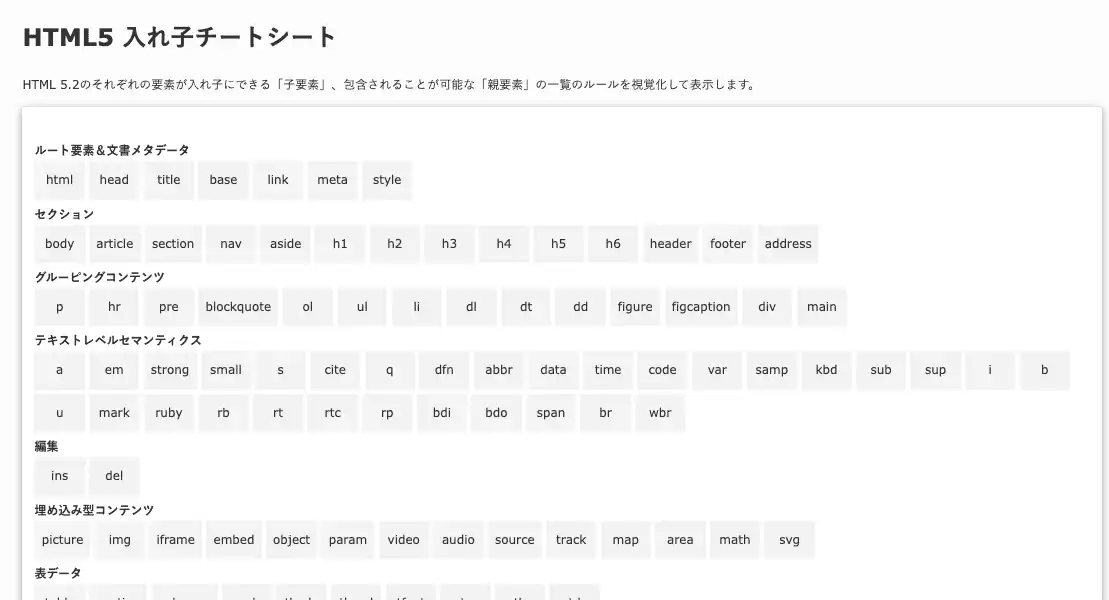 HTML5 入れ子チートシート
HTML 5.2のそれぞれの要素が入れ子にできる「子要素」、包含されることが可能な「親要素」の一覧のルールを視覚化して表示します。
ルート要素＆文書メタデータ
html head title base link meta style
セクション
body article section nav aside h1 h2 h3 h4 h5 h6 header footer address
グルーピングコンテンツ
p hr pre blockquote ol ul li dl dt dd figure figcaption div main
テキストレベルセマンティクス
a em strong small s cite q dfn abbr data time code var samp kbd sub sup i b
u mark ruby rb rt rtc rp bdi bdo span br wbr
編集
ins del
埋め込み型コンテンツ
picture img iframe embed object param video audio source track map area math svg
表データ